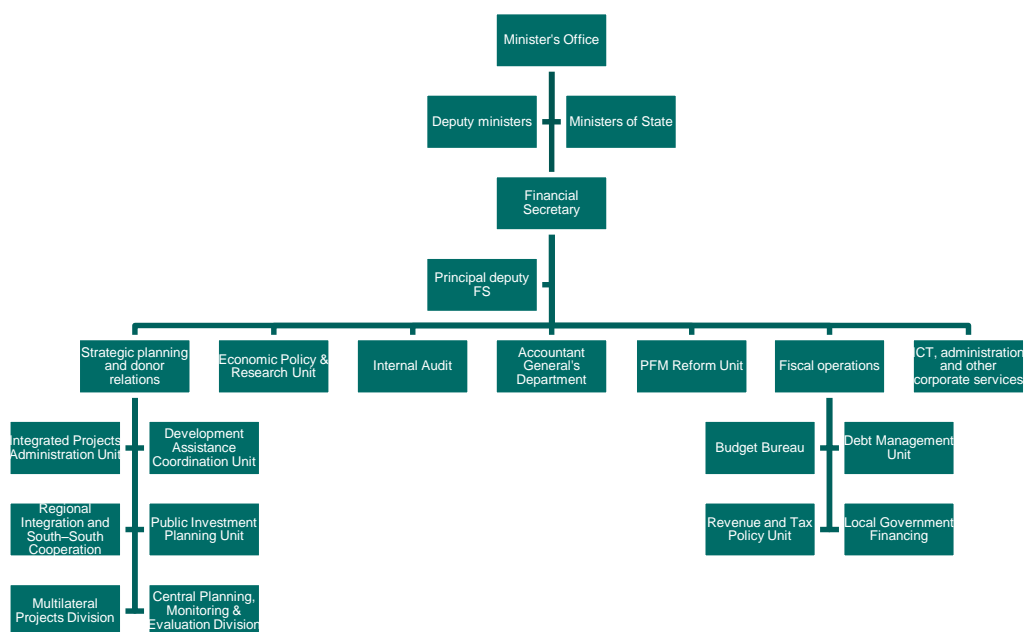 Minister's Office
Deputy ministers
Ministers of State
Financial
Secretary
Principal deputy
FS
Strategic planning
and donor
relations
Economic Policy &
Research Unit
Internal Audit
Accountant
General's
Department
PFM Reform Unit
Fiscal operations
ICT, administration
and other
corporate services
Integrated Projects
Administration Unit
Development
Assistance
Coordination Unit
Budget Bureau
Debt Management
Unit
Regional
Integration and
South–South
Cooperation
Public Investment
Planning Unit
Revenue and Tax
Policy Unit
Local Government
Financing
Multilateral
Projects Division
Central Planning,
Monitoring &
Evaluation Division